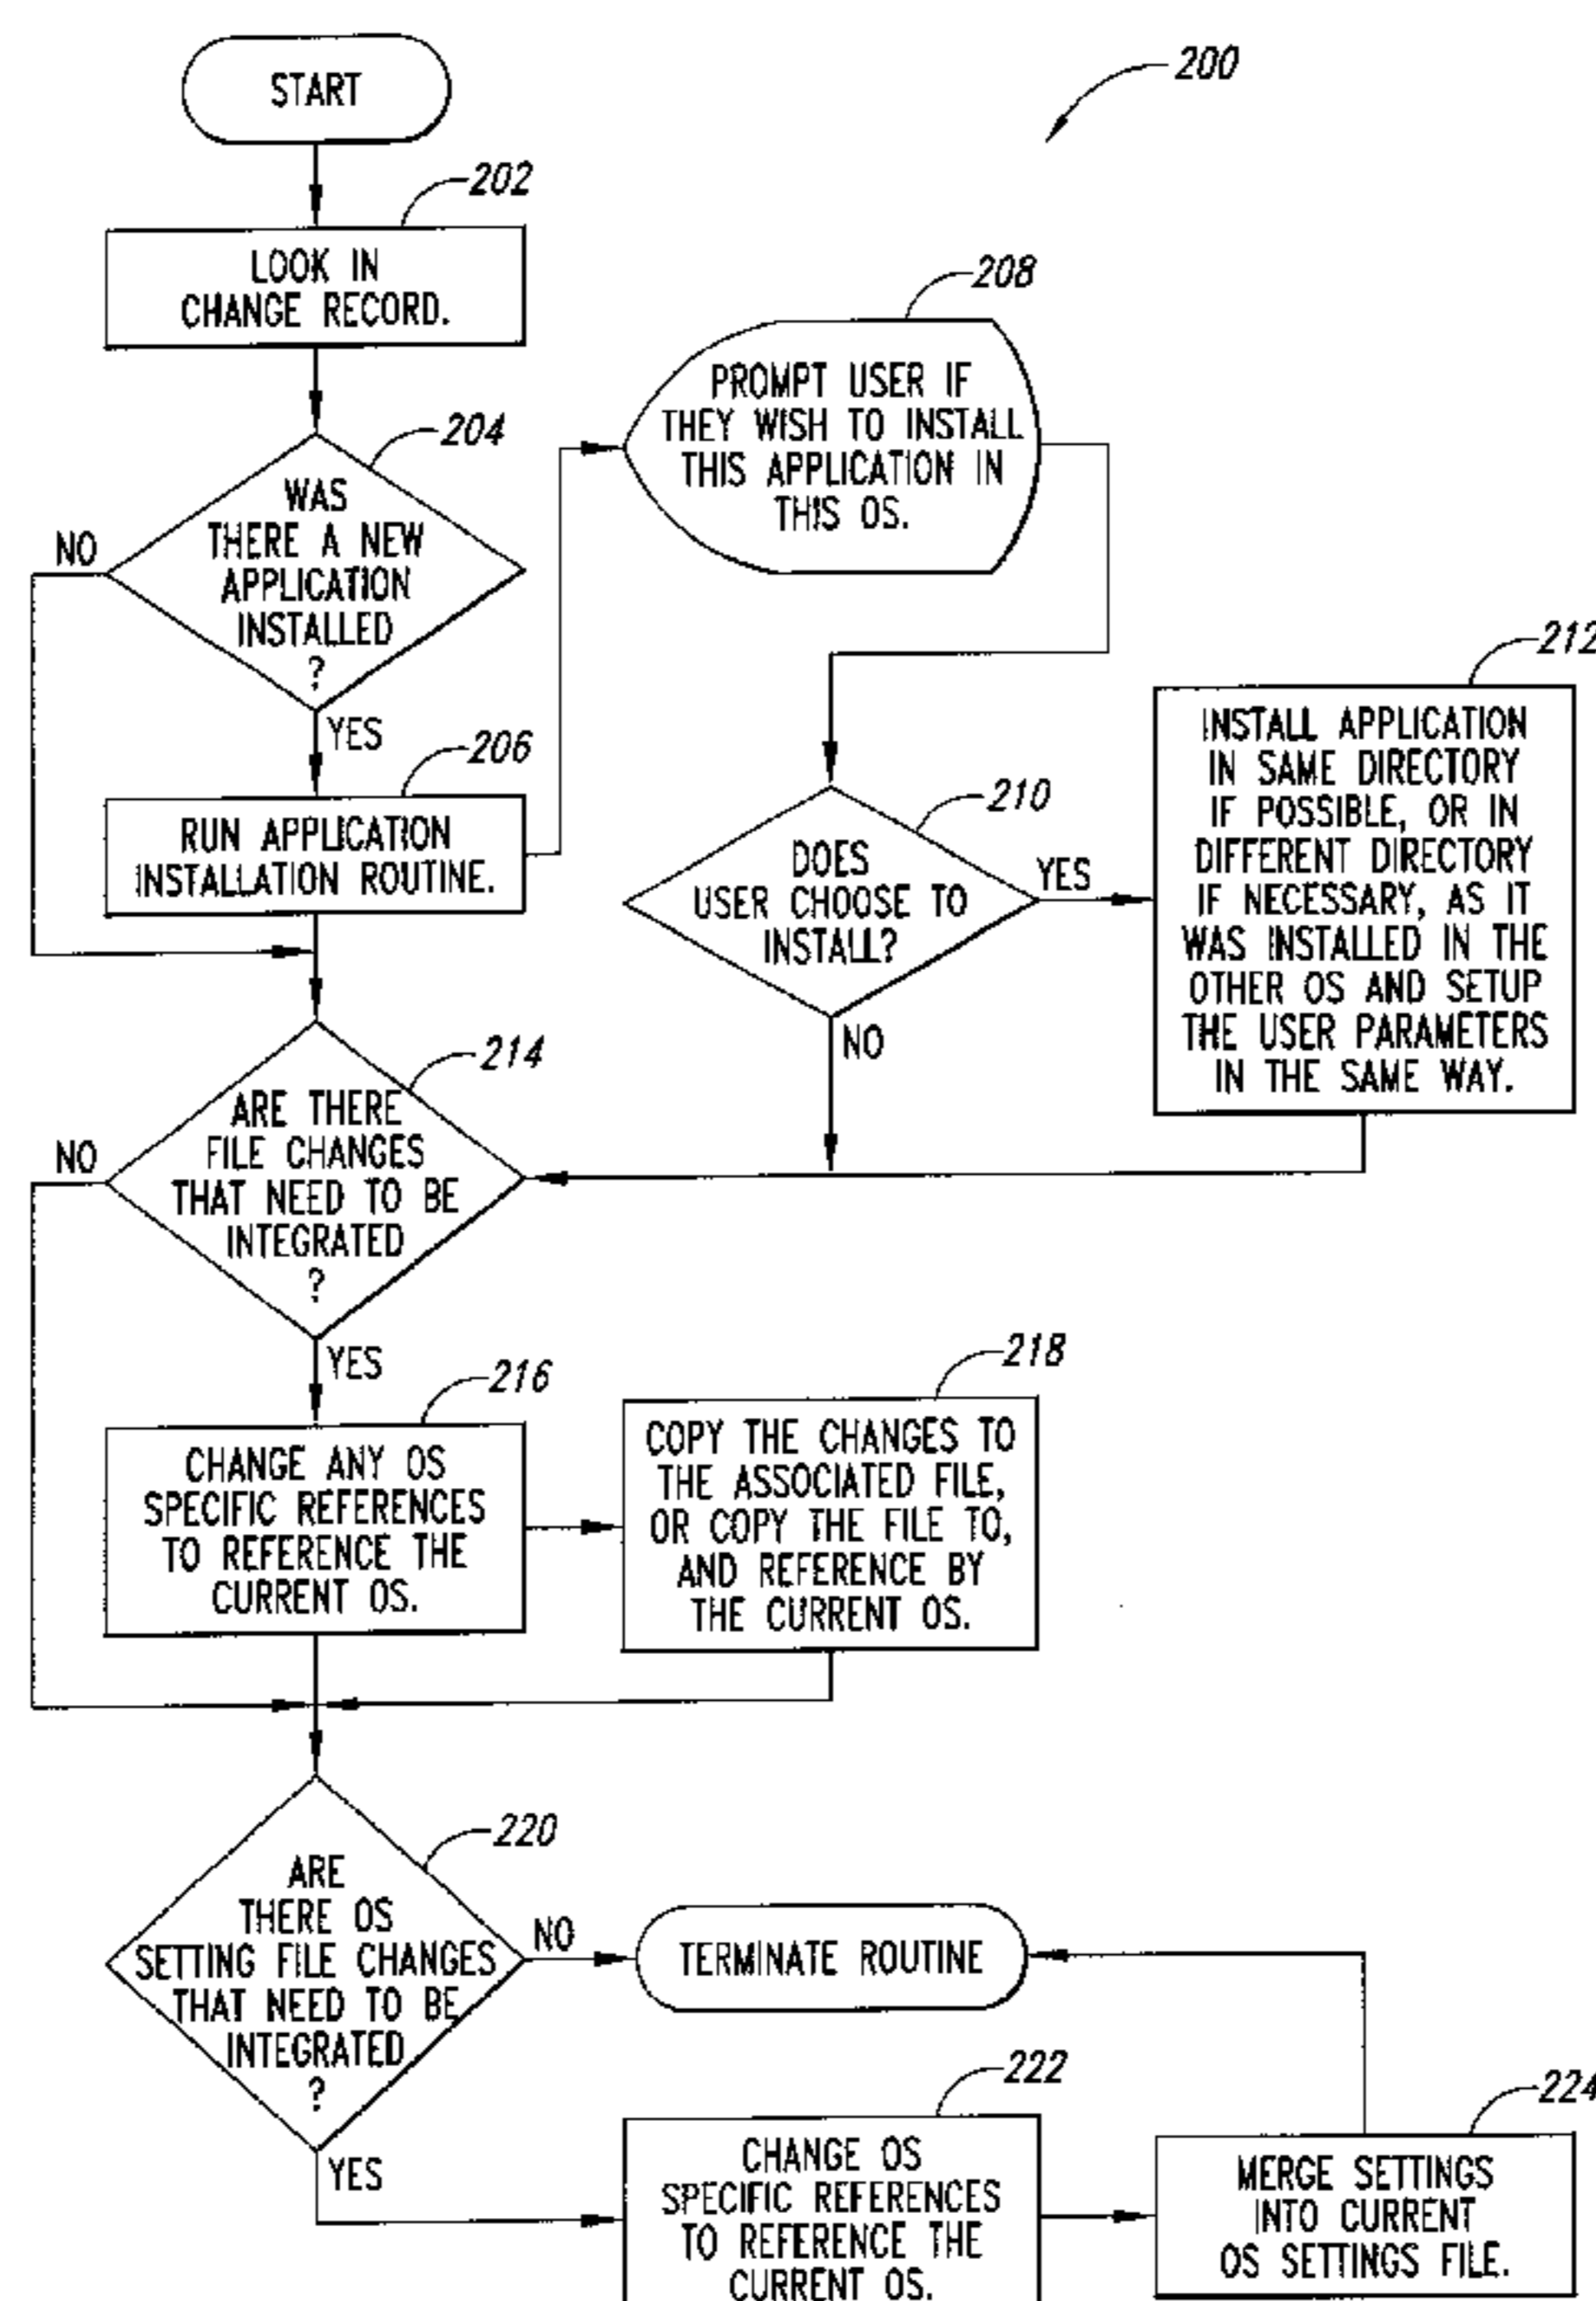 START
200
202
LOOK IN
CHANGE RECORD.
204
WAS
THERE A NEW
APPLICATION
INSTALLED
?
NO
YES
206
RUN APPLICATION
INSTALLATION ROUTINE.
208
PROMPT USER IF
THEY WISH TO INSTALL
THIS APPLICATION IN
THIS OS.
210
DOES
USER CHOOSE TO
INSTALL?
YES
NO
212
INSTALL APPLICATION
IN SAME DIRECTORY
IF POSSIBLE, OR IN
DIFFERENT DIRECTORY
IF NECESSARY, AS IT
WAS INSTALLED IN THE
OTHER OS AND SETUP
THE USER PARAMETERS
IN THE SAME WAY.
214
ARE THERE
FILE CHANGES
THAT NEED TO BE
INTEGRATED
?
NO
YES
216
CHANGE ANY OS
SPECIFIC REFERENCES
TO REFERENCE THE
CURRENT OS.
218
COPY THE CHANGES TO
THE ASSOCIATED FILE,
OR COPY THE FILE TO,
AND REFERENCE BY
THE CURRENT OS.
220
ARE
THERE OS
SETTING FILE CHANGES
THAT NEED TO BE
INTEGRATED
?
NO
TERMINATE ROUTINE
YES
222
CHANGE OS
SPECIFIC REFERENCES
TO REFERENCE THE
CURRENT OS.
224
MERGE SETTINGS
INTO CURRENT
OS SETTINGS FILE.